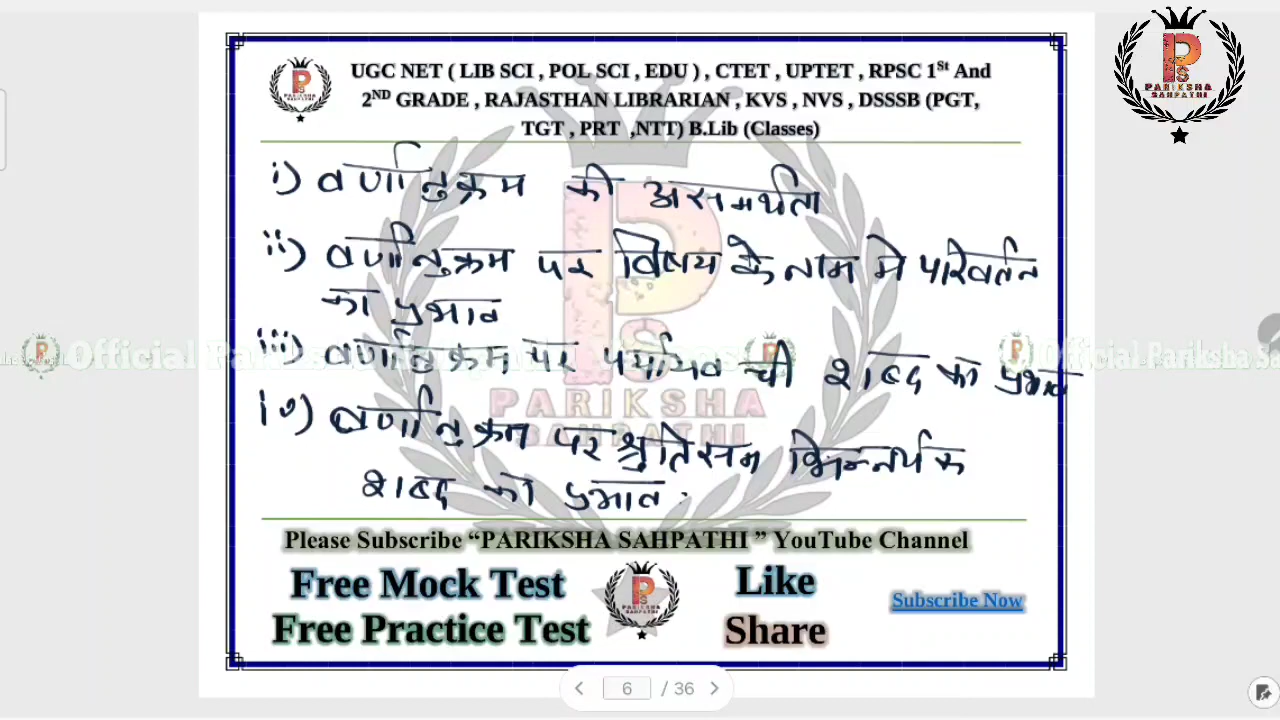 UGC NET ( LIB SCI , POL SCI , EDU ) , CTET , UPTET , RPSC 1St And
2ND GRADE , RAJASTHAN LIBRARIAN , KVS , NVS , DSSSB (PGT,
TGT , PRT ,NTT) B.Lib (Classes)
PARIKSHA SAHPATHI
i) वर्णानुक्रम की असमर्थता
ii) वर्णानुक्रम पर विषय के नाम मे परिवर्तन
का प्रभाव
iii) वर्णानुक्रम पर पर्यायवाची शब्द का प्रभाव
iv) वर्णानुक्रम पर श्रुतिसम भिन्नार्थक
शब्द का प्रभाव
PARIKSHA
SAHPATHI
Please Subscribe “PARIKSHA SAHPATHI ” YouTube Channel
Free Mock Test
Like
Subscribe Now
Free Practice Test
Share
6 / 36